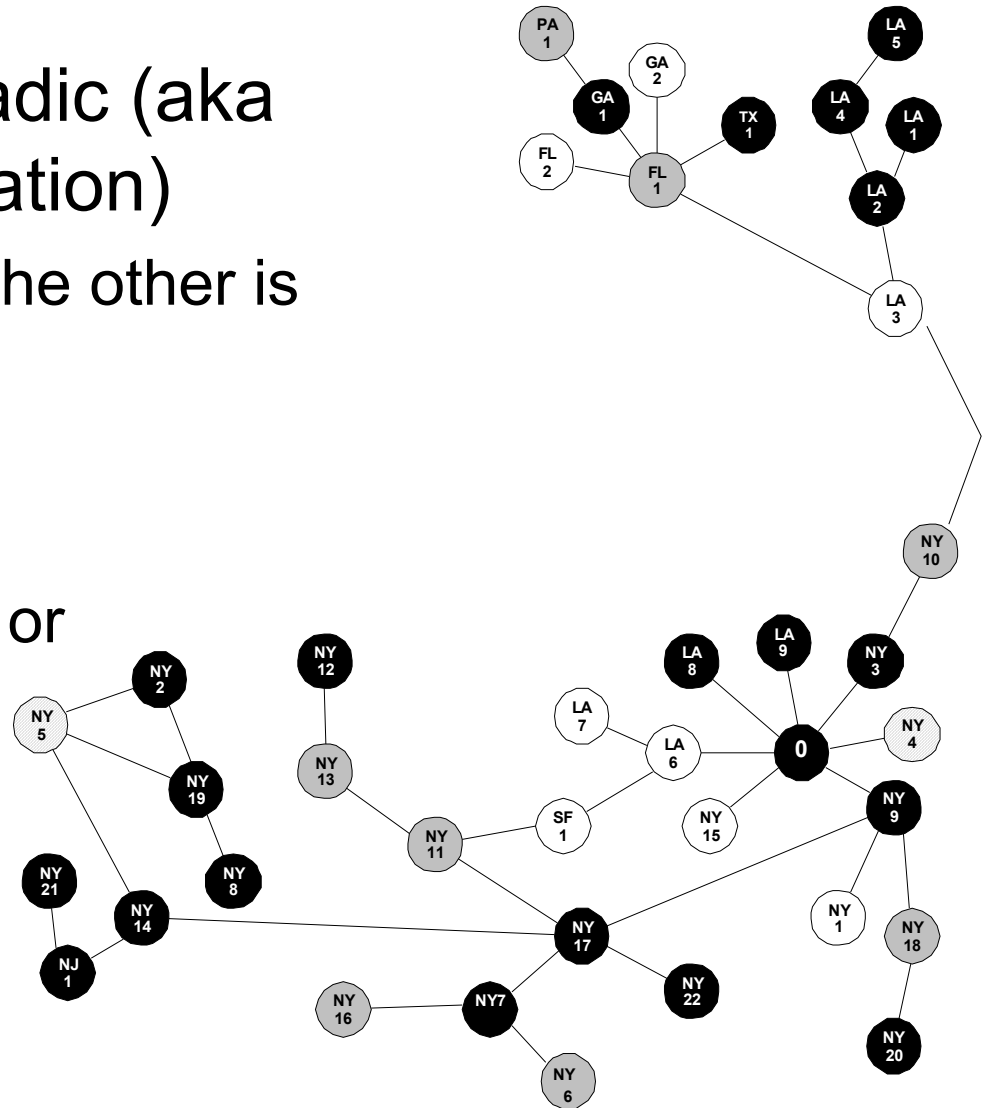 adic (aka
ation)
he other is
or
PA
1
GA
2
LA
5
GA
1
TX
1
LA
4
LA
1
FL
2
FL
1
LA
2
LA
3
NY
10
NY
12
LA
9
LA
8
NY
3
NY
2
NY
5
LA
7
NY
4
LA
6
0
NY
13
NY
19
NY
9
SF
1
NY
15
NY
11
NY
21
NY
8
NY
14
NY
1
NY
17
NY
18
NJ
1
NY
22
NY
16
NY7
NY
20
NY
6